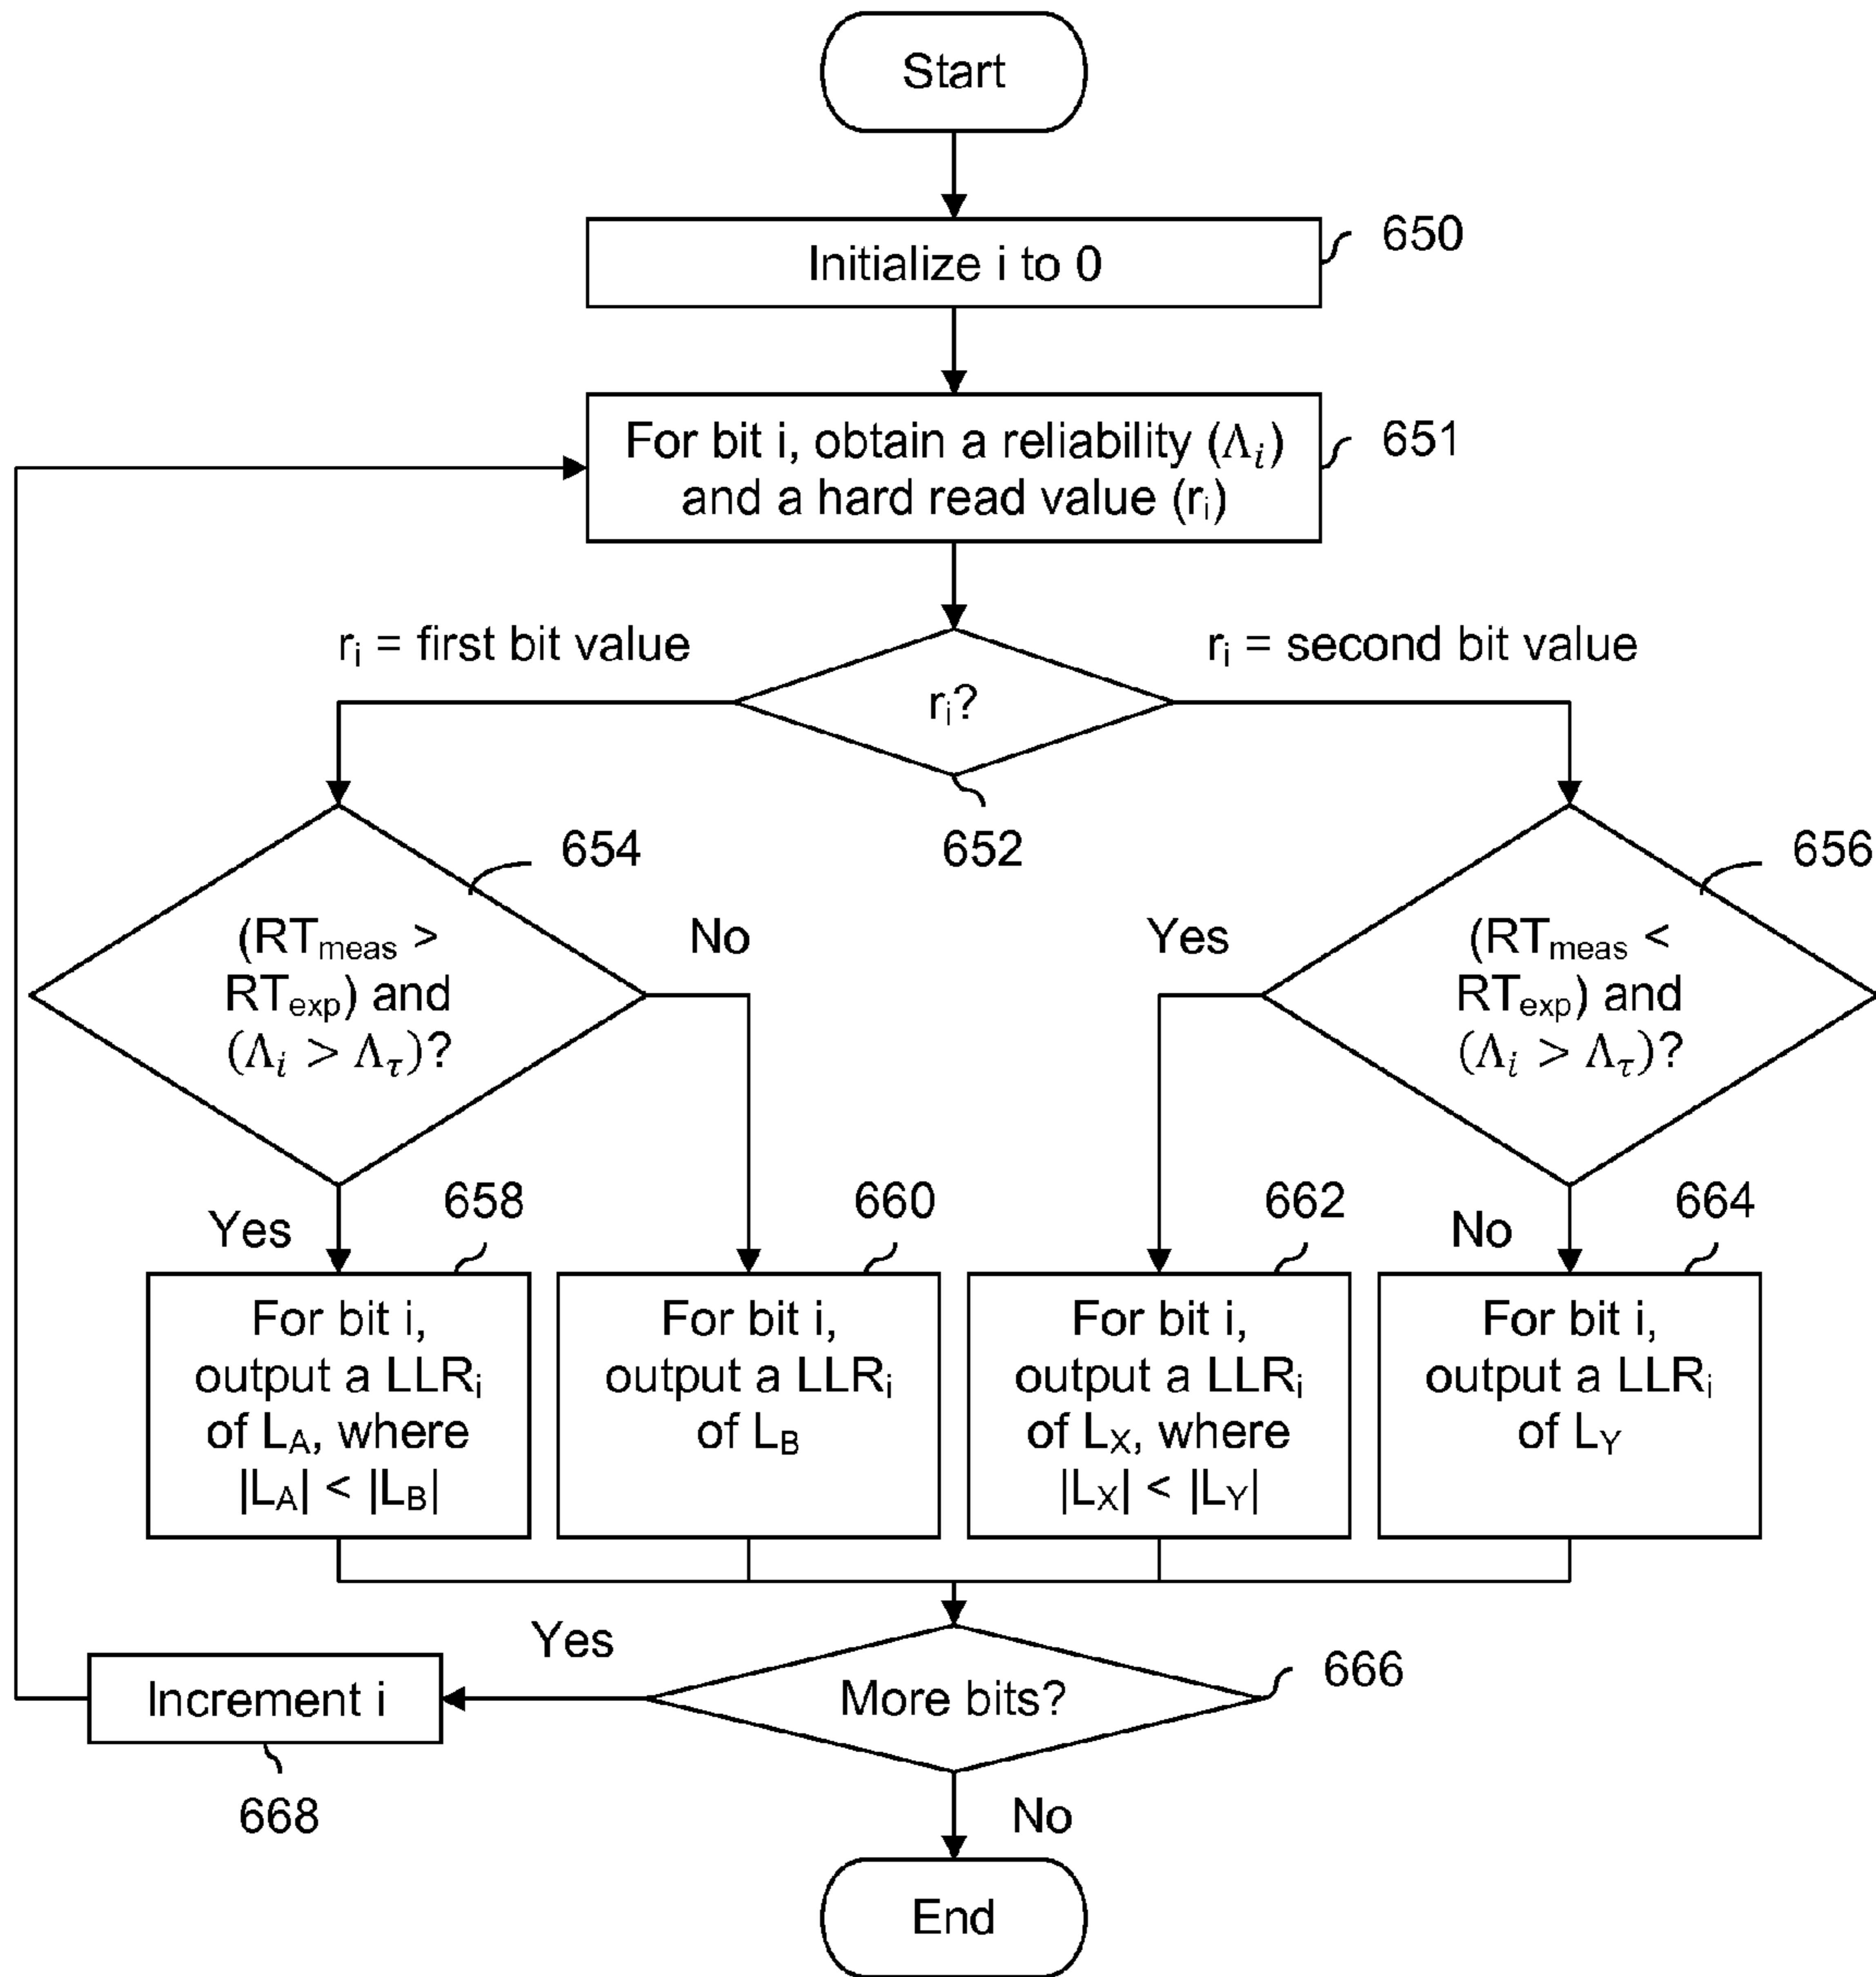 Start
Initialize i to 0
650
For bit i, obtain a reliability (Λᵢ)
and a hard read value (rᵢ)
651
rᵢ = first bit value
rᵢ = second bit value
rᵢ?
652
654
(RTmeas >
RTexp) and
(Λᵢ > Λτ)?
No
Yes
656
(RTmeas <
RTexp) and
(Λᵢ > Λτ)?
Yes
No
658
For bit i,
output a LLRᵢ
of LA, where
|LA| < |LB|
660
For bit i,
output a LLRᵢ
of LB
662
For bit i,
output a LLRᵢ
of LX, where
|LX| < |LY|
664
For bit i,
output a LLRᵢ
of LY
More bits?
666
Yes
Increment i
668
No
End